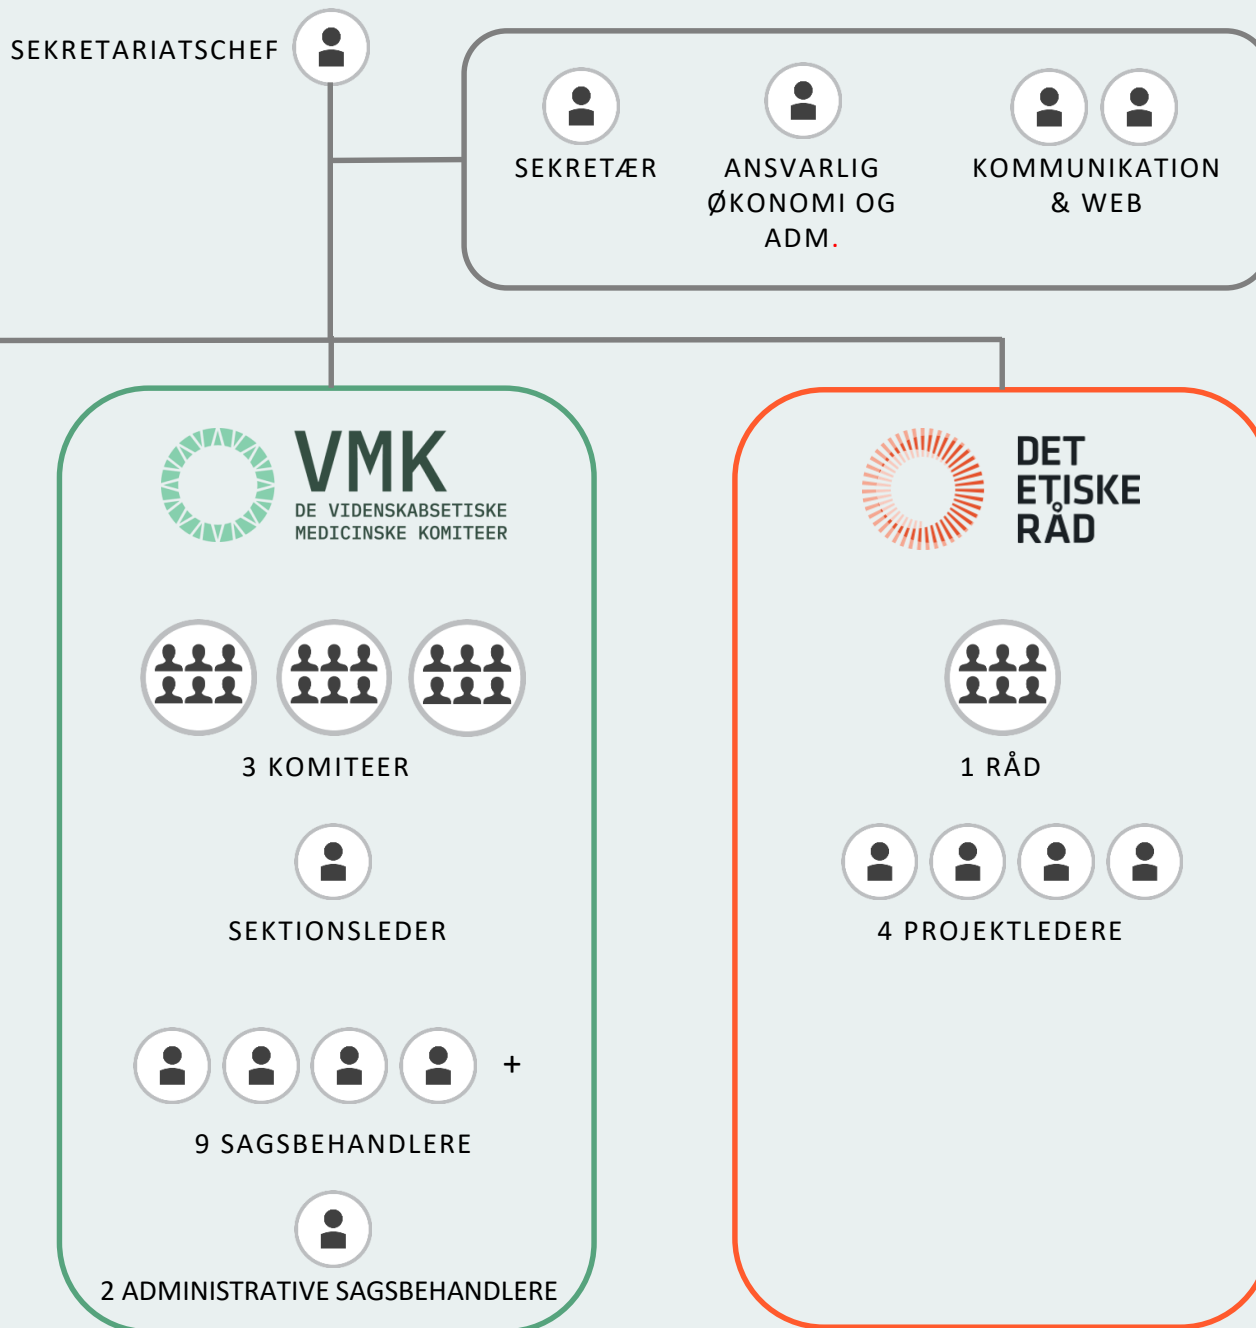 SEKRETARIATSCHEF
SEKRETÆR
ANSVARLIG
ØKONOMI OG
ADM.
KOMMUNIKATION
& WEB
VMK
DE VIDENSKABSETISKE
MEDICINSKE KOMITEER
3 KOMITEER
SEKTIONSLEDER
+
9 SAGSBEHANDLERE
2 ADMINISTRATIVE SAGSBEHANDLERE
DET
ETISKE
RÅD
1 RÅD
4 PROJEKTLEDERE